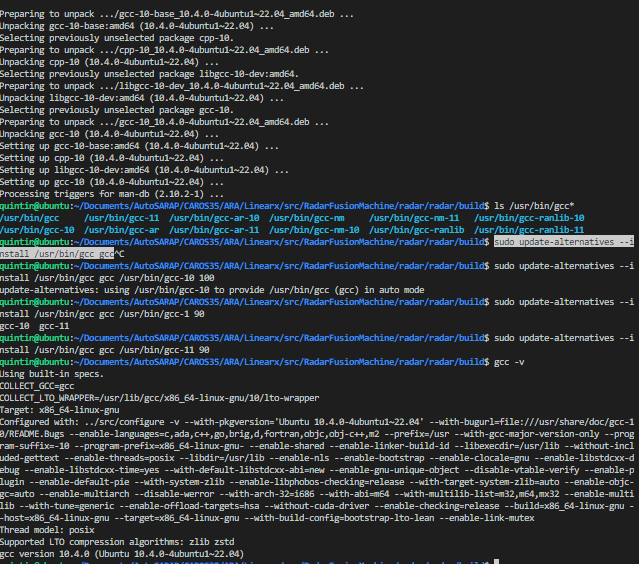 Preparing to unpack .../gcc-10-base_10.4.0-4ubuntu1~22.04_amd64.deb ...
Unpacking gcc-10-base:amd64 (10.4.0-4ubuntu1~22.04) ...
Selecting previously unselected package cpp-10.
Preparing to unpack .../cpp-10_10.4.0-4ubuntu1~22.04_amd64.deb ...
Unpacking cpp-10 (10.4.0-4ubuntu1~22.04) ...
Selecting previously unselected package libgcc-10-dev:amd64.
Preparing to unpack .../libgcc-10-dev_10.4.0-4ubuntu1~22.04_amd64.deb ...
Unpacking libgcc-10-dev:amd64 (10.4.0-4ubuntu1~22.04) ...
Selecting previously unselected package gcc-10.
Preparing to unpack .../gcc-10_10.4.0-4ubuntu1~22.04_amd64.deb ...
Unpacking gcc-10 (10.4.0-4ubuntu1~22.04) ...
Setting up gcc-10-base:amd64 (10.4.0-4ubuntu1~22.04) ...
Setting up cpp-10 (10.4.0-4ubuntu1~22.04) ...
Setting up libgcc-10-dev:amd64 (10.4.0-4ubuntu1~22.04) ...
Setting up gcc-10 (10.4.0-4ubuntu1~22.04) ...
Processing triggers for man-db (2.10.2-1) ...
quintin@ubuntu:~/Documents/AutoSARAP/CAROS35/ARA/Linearx/src/RadarFusionMachine/radar/radar/build$ ls /usr/bin/gcc*
/usr/bin/gcc /usr/bin/gcc-11 /usr/bin/gcc-ar-10 /usr/bin/gcc-nm /usr/bin/gcc-nm-11 /usr/bin/gcc-ranlib-10
/usr/bin/gcc-10 /usr/bin/gcc-ar /usr/bin/gcc-ar-11 /usr/bin/gcc-nm-10 /usr/bin/gcc-ranlib /usr/bin/gcc-ranlib-11
quintin@ubuntu:~/Documents/AutoSARAP/CAROS35/ARA/Linearx/src/RadarFusionMachine/radar/radar/build$ sudo update-alternatives --i
nstall /usr/bin/gcc gcc^C
quintin@ubuntu:~/Documents/AutoSARAP/CAROS35/ARA/Linearx/src/RadarFusionMachine/radar/radar/build$ sudo update-alternatives --i
nstall /usr/bin/gcc gcc /usr/bin/gcc-10 100
update-alternatives: using /usr/bin/gcc-10 to provide /usr/bin/gcc (gcc) in auto mode
quintin@ubuntu:~/Documents/AutoSARAP/CAROS35/ARA/Linearx/src/RadarFusionMachine/radar/radar/build$ sudo update-alternatives --i
nstall /usr/bin/gcc gcc /usr/bin/gcc-1 90
gcc-10 gcc-11
quintin@ubuntu:~/Documents/AutoSARAP/CAROS35/ARA/Linearx/src/RadarFusionMachine/radar/radar/build$ sudo update-alternatives --i
nstall /usr/bin/gcc gcc /usr/bin/gcc-11 90
quintin@ubuntu:~/Documents/AutoSARAP/CAROS35/ARA/Linearx/src/RadarFusionMachine/radar/radar/build$ gcc -v
Using built-in specs.
COLLECT_GCC=gcc
COLLECT_LTO_WRAPPER=/usr/lib/gcc/x86_64-linux-gnu/10/lto-wrapper
Target: x86_64-linux-gnu
Configured with: ../src/configure -v --with-pkgversion='Ubuntu 10.4.0-4ubuntu1~22.04' --with-bugurl=file:///usr/share/doc/gcc-1
0/README.Bugs --enable-languages=c,ada,c++,go,brig,d,fortran,objc,obj-c++,m2 --prefix=/usr --with-gcc-major-version-only --prog
ram-suffix=-10 --program-prefix=x86_64-linux-gnu- --enable-shared --enable-linker-build-id --libexecdir=/usr/lib --without-incl
uded-gettext --enable-threads=posix --libdir=/usr/lib --enable-nls --enable-bootstrap --enable-clocale=gnu --enable-libstdcxx-d
ebug --enable-libstdcxx-time=yes --with-default-libstdcxx-abi=new --enable-gnu-unique-object --disable-vtable-verify --enable-p
lugin --enable-default-pie --with-system-zlib --enable-libphobos-checking=release --with-target-system-zlib=auto --enable-objc-
gc=auto --enable-multiarch --disable-werror --with-arch-32=i686 --with-abi=m64 --with-multilib-list=m32,m64,mx32 --enable-multi
lib --with-tune=generic --enable-offload-targets=hsa --without-cuda-driver --enable-checking=release --build=x86_64-linux-gnu -
-host=x86_64-linux-gnu --target=x86_64-linux-gnu --with-build-config=bootstrap-lto-lean --enable-link-mutex
Thread model: posix
Supported LTO compression algorithms: zlib zstd
gcc version 10.4.0 (Ubuntu 10.4.0-4ubuntu1~22.04)